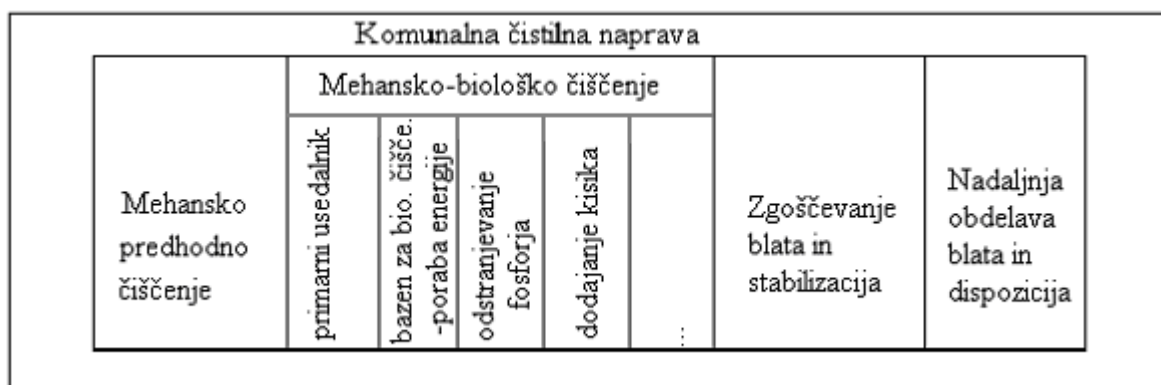 Komunalna čistilna naprava
Mehansko-biološko čiščenje
Mehansko
predhodno
čiščenje
primarni usedalnik
bazen za bio. čišče.
-poraba energije
odstranjevanje
fosforja
dodajanje kisika
...
Zgoščevanje
blata in
stabilizacija
Nadaljnja
obdelava
blata in
dispozicija